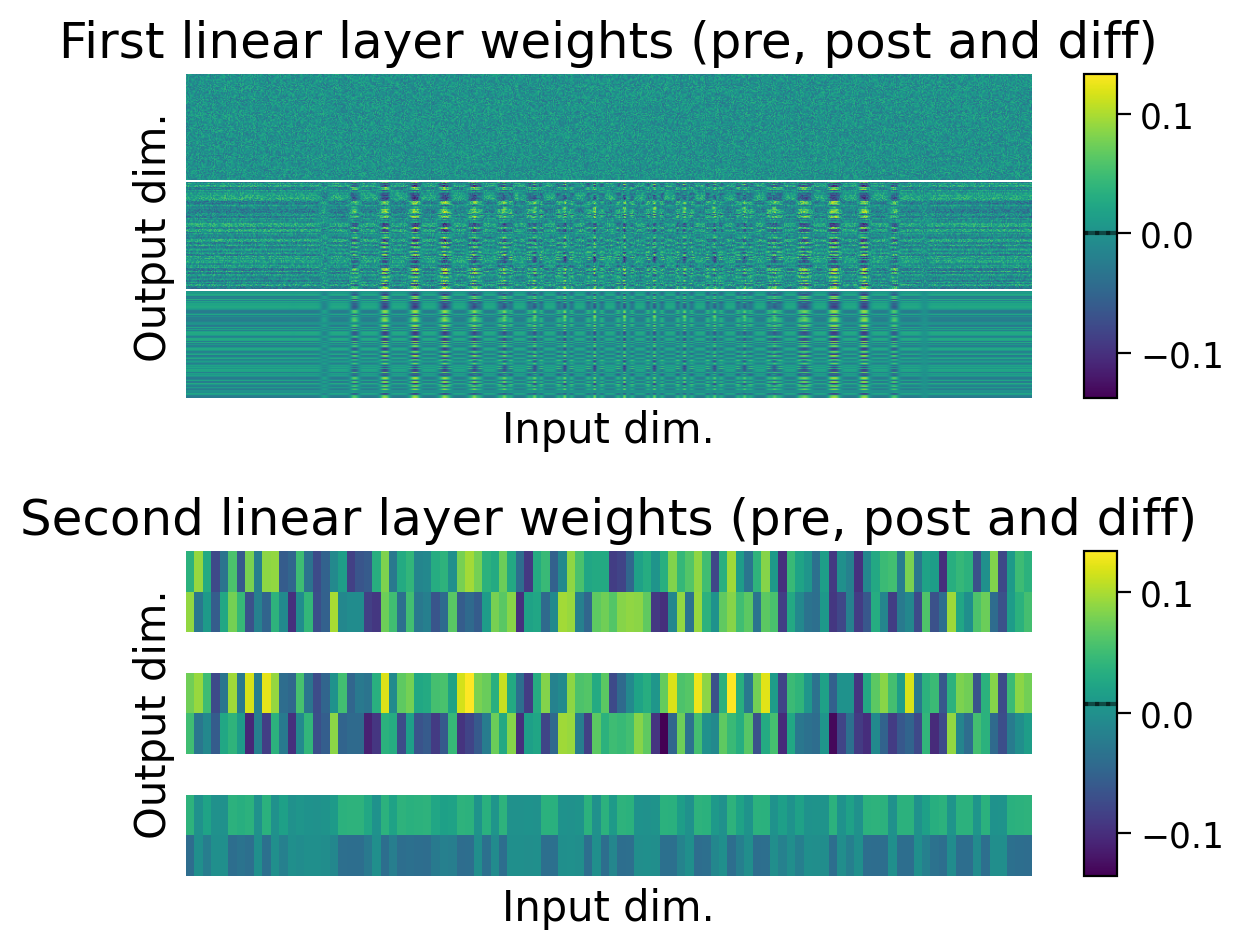 First linear layer weights (pre, post and diff)
Output dim.
0.1
0.0
−0.1
Input dim.
Second linear layer weights (pre, post and diff)
Output dim.
0.1
0.0
−0.1
Input dim.